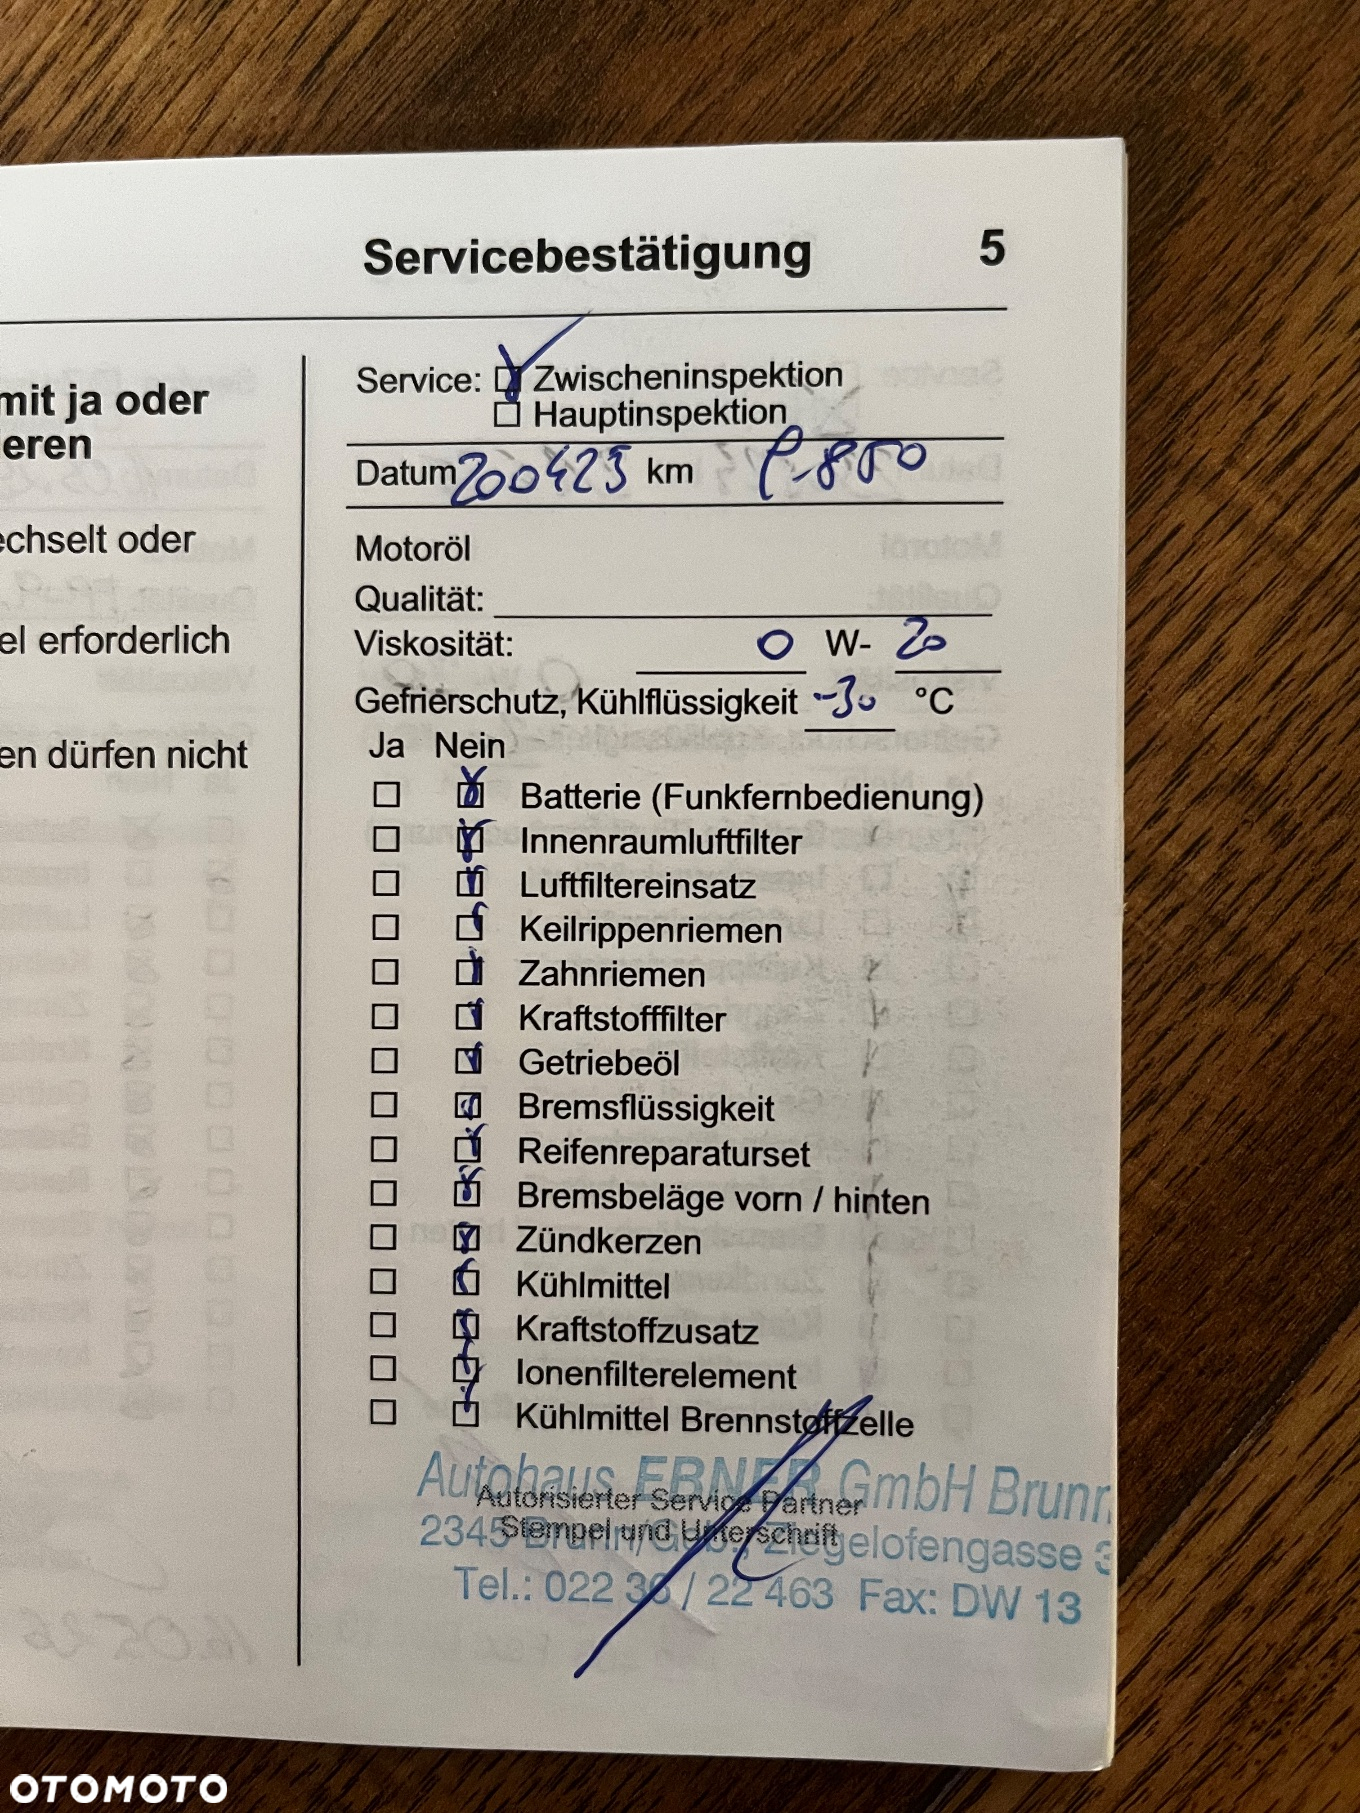 Servicebestätigung 5
mit ja oder
eren
echselt oder
el erforderlich
en dürfen nicht
Service: Zwischeninspektion
Hauptinspektion
Datum 200423 km
Motoröl
Qualität:
Viskosität: 0 W- 20
Gefrierschutz, Kühlflüssigkeit -30 °C
Ja Nein
Batterie (Funkfernbedienung)
Innenraumluftfilter
Luftfiltereinsatz
Keilrippenriemen
Zahnriemen
Kraftstofffilter
Getriebeöl
Bremsflüssigkeit
Reifenreparaturset
Bremsbeläge vorn / hinten
Zündkerzen
Kühlmittel
Kraftstoffzusatz
Ionenfilterelement
Kühlmittel Brennstoffzelle
Autohaus EBNER GmbH Brunn
Autorisierter Service Partner
Stempel und Unterschrift
2345 Brunn/Geb., Ziegelofengasse 3
Tel.: 022 36 / 22 463 Fax: DW 13
OTOMOTO